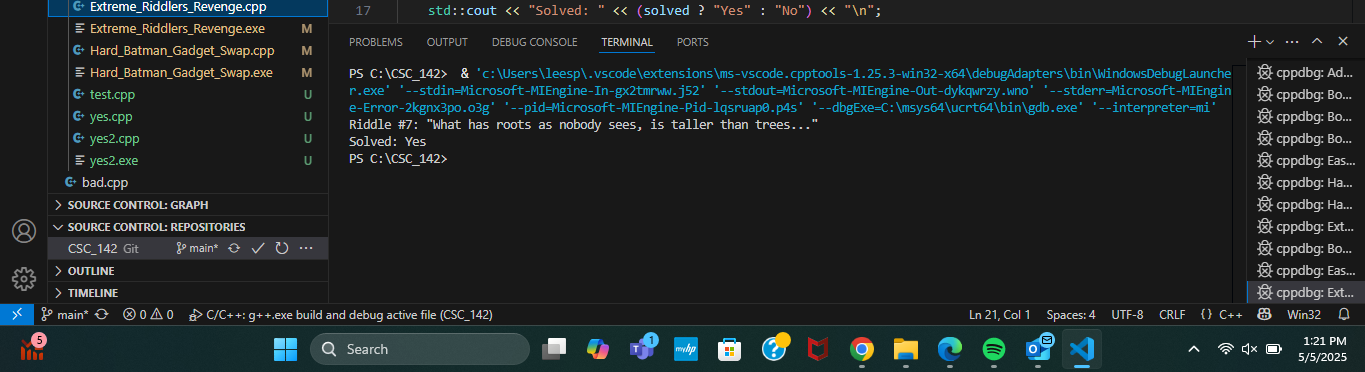 Extreme_Riddlers_Revenge.cpp
Extreme_Riddlers_Revenge.exe M
Hard_Batman_Gadget_Swap.cpp M
Hard_Batman_Gadget_Swap.exe M
test.cpp U
yes.cpp U
yes2.cpp U
yes2.exe U
bad.cpp
SOURCE CONTROL: GRAPH
SOURCE CONTROL: REPOSITORIES
CSC_142 Git main*
OUTLINE
TIMELINE
17 std::cout << "Solved: " << (solved ? "Yes" : "No") << "\n";
PROBLEMS OUTPUT DEBUG CONSOLE TERMINAL PORTS
PS C:\CSC_142>  & 'c:\Users\leesp\.vscode\extensions\ms-vscode.cpptools-1.25.3-win32-x64\debugAdapters\bin\WindowsDebugLaunche
r.exe' '--stdin=Microsoft-MIEngine-In-gx2tmrww.j52' '--stdout=Microsoft-MIEngine-Out-dykqwrzy.wno' '--stderr=Microsoft-MIEngin
e-Error-2kgnx3po.o3g' '--pid=Microsoft-MIEngine-Pid-lqsruap0.p4s' '--dbgExe=C:\msys64\ucrt64\bin\gdb.exe' '--interpreter=mi'
Riddle #7: "What has roots as nobody sees, is taller than trees..."
Solved: Yes
PS C:\CSC_142>
cppdbg: Ad...
cppdbg: Bo...
cppdbg: Bo...
cppdbg: Bo...
cppdbg: Eas...
cppdbg: Ha...
cppdbg: Ha...
cppdbg: Ext...
cppdbg: Bo...
cppdbg: Eas...
cppdbg: Ext...
main* 0 0 C/C++: g++.exe build and debug active file (CSC_142) Ln 21, Col 1 Spaces: 4 UTF-8 CRLF {} C++ Win32
5 Search 1 myhp 1:21 PM
5/5/2025